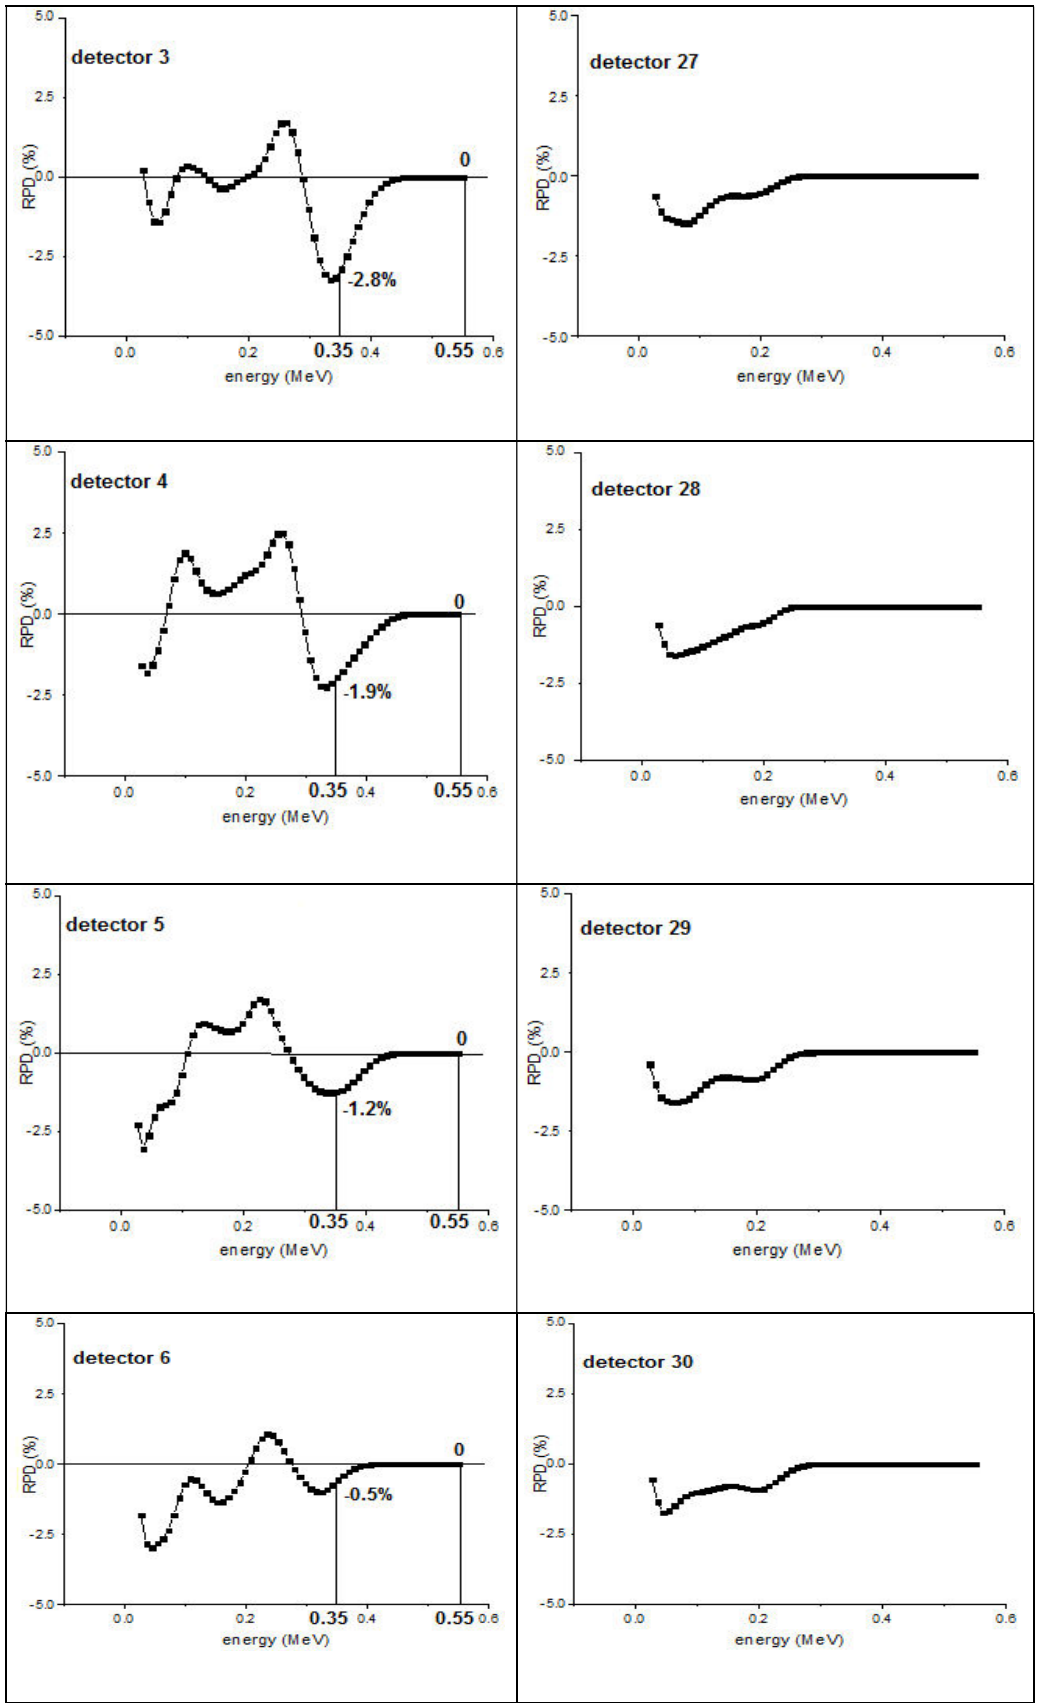 5.0
detector 3
2.5
0
RPD (%)
0.0
-2.5
-2.8%
-5.0
0.0 0.2 0.35 0.4 0.55 0.6
energy (MeV)
5.0
detector 27
2.5
RPD (%)
0.0
-2.5
-5.0
0.0 0.2 0.4 0.6
energy (MeV)
5.0
detector 4
2.5
0
RPD (%)
0.0
-2.5
-1.9%
-5.0
0.0 0.2 0.35 0.4 0.55 0.6
energy (MeV)
5.0
detector 28
2.5
RPD (%)
0.0
-2.5
-5.0
0.0 0.2 0.4 0.6
energy (MeV)
5.0
detector 5
2.5
0
RPD (%)
0.0
-1.2%
-2.5
-5.0
0.0 0.2 0.35 0.4 0.55 0.6
energy (MeV)
5.0
detector 29
2.5
RPD (%)
0.0
-2.5
-5.0
0.0 0.2 0.4 0.6
energy (MeV)
5.0
detector 6
2.5
0
RPD (%)
0.0
-0.5%
-2.5
-5.0
0.0 0.2 0.35 0.4 0.55 0.6
energy (MeV)
5.0
detector 30
2.5
RPD (%)
0.0
-2.5
-5.0
0.0 0.2 0.4 0.6
energy (MeV)